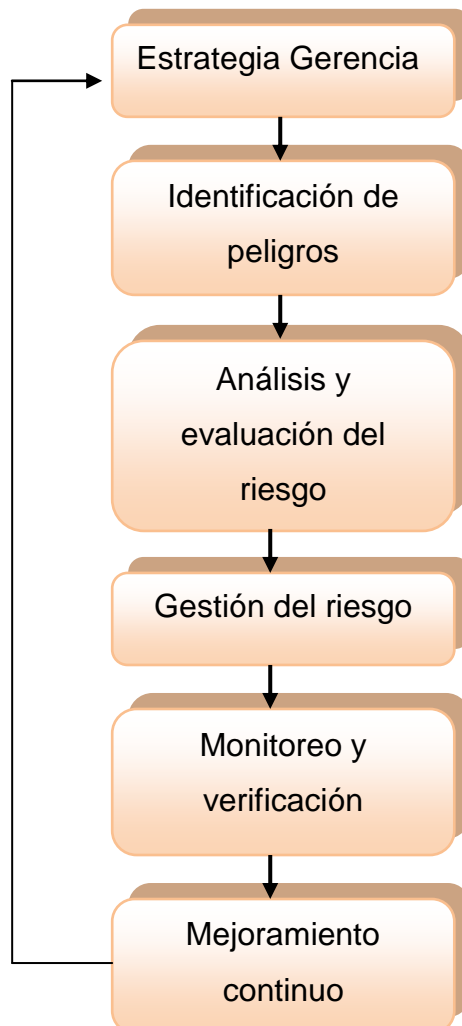 Estrategia Gerencia
Identificación de
peligros
Análisis y
evaluación del
riesgo
Gestión del riesgo
Monitoreo y
verificación
Mejoramiento
continuo